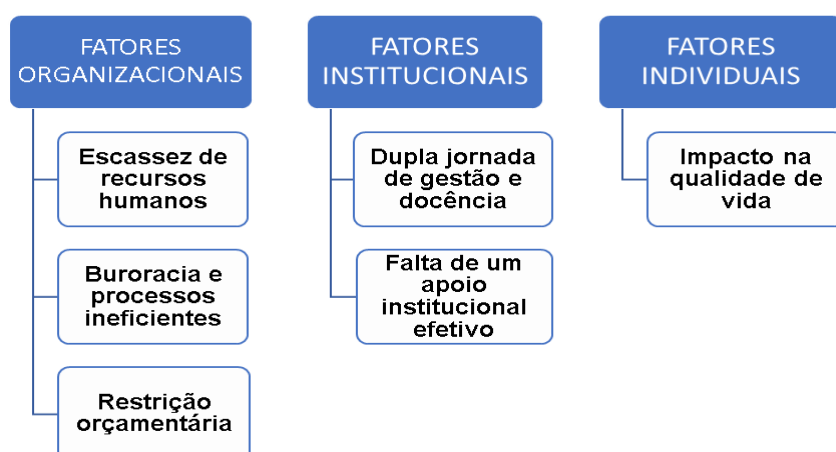 FATORES
ORGANIZACIONAIS
Escassez de
recursos
humanos
Buroracia e
processos
ineficientes
Restrição
orçamentária
FATORES
INSTITUCIONAIS
Dupla jornada
de gestão e
docência
Falta de um
apoio
institucional
efetivo
FATORES
INDIVIDUAIS
Impacto na
qualidade de
vida